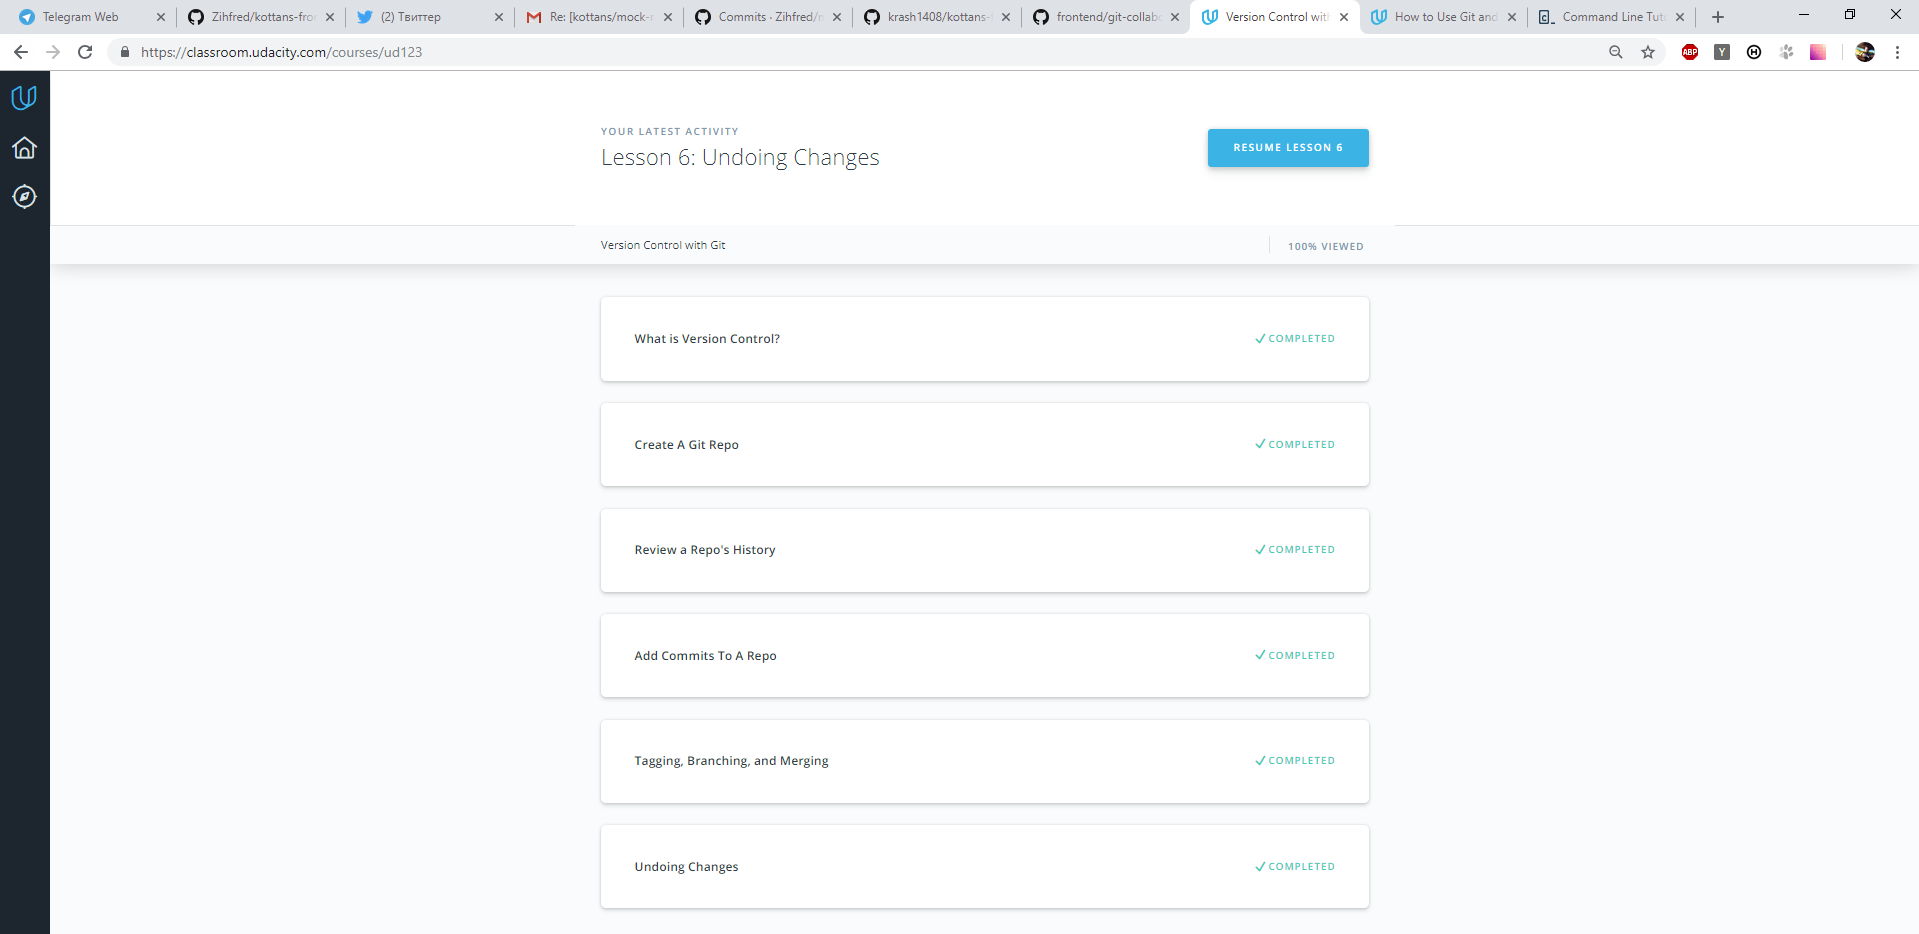 Telegram Web
Zihfred/kottans-fro
(2) Твиттер
Re: [kottans/mock-
Commits · Zihfred/
krash1408/kottans-
frontend/git-collab
Version Control with
How to Use Git and
Command Line Tut
https://classroom.udacity.com/courses/ud123
ABP
Y
H
YOUR LATEST ACTIVITY
Lesson 6: Undoing Changes
RESUME LESSON 6
Version Control with Git
100% VIEWED
What is Version Control?
COMPLETED
Create A Git Repo
COMPLETED
Review a Repo's History
COMPLETED
Add Commits To A Repo
COMPLETED
Tagging, Branching, and Merging
COMPLETED
Undoing Changes
COMPLETED